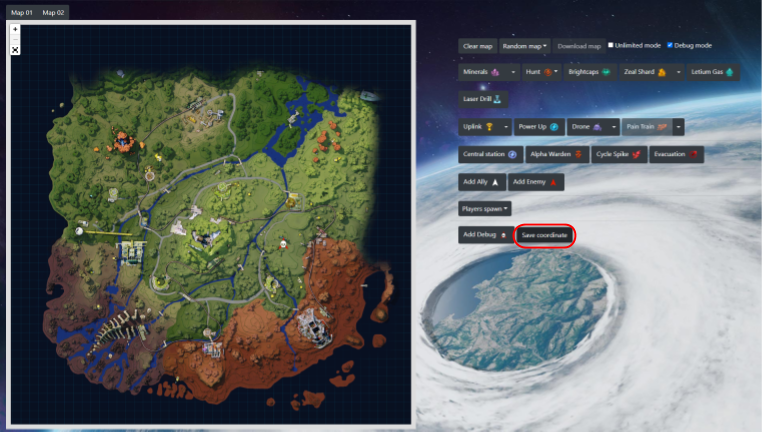 Map 01 Map 02
+
Clear map Random map Download map Unlimited mode Debug mode
Minerals Hunt Brightcaps Zeal Shard Letium Gas
Laser Drill
Uplink Power Up Drone Pain Train
Central station Alpha Warden Cycle Spike Evacuation
Add Ally Add Enemy
Players spawn
Add Debug Save coordinate